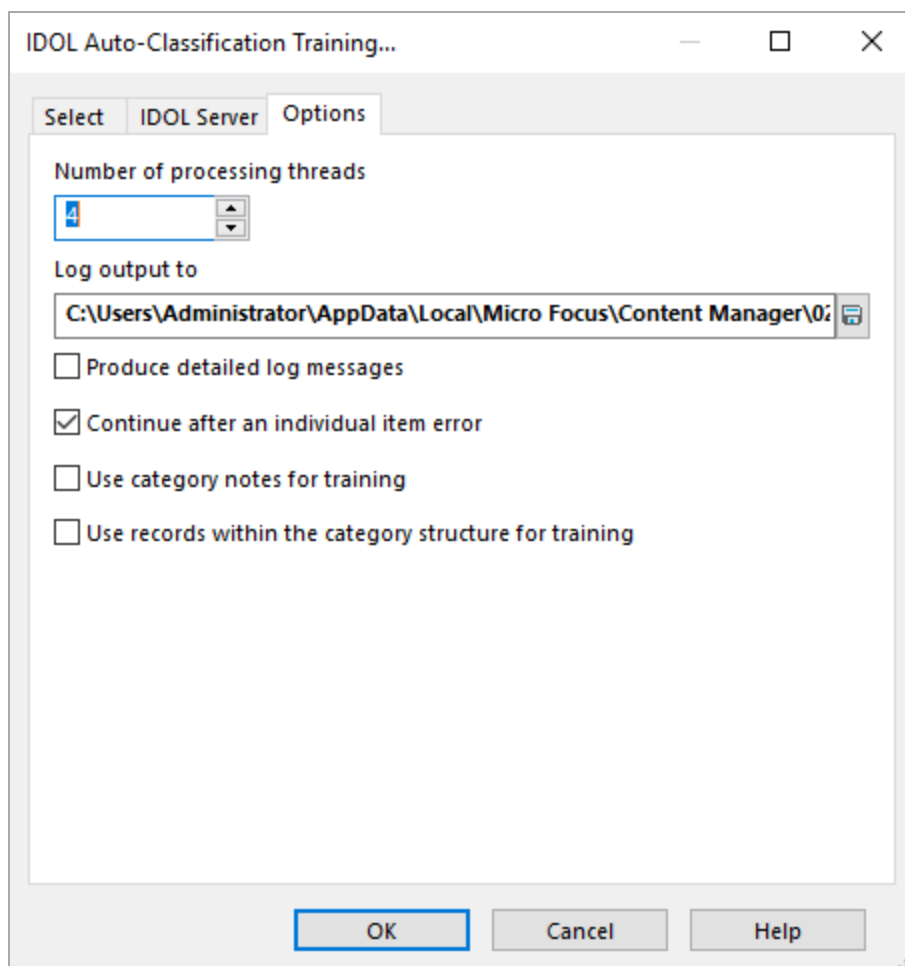 IDOL Auto-Classification Training...
Select IDOL Server Options
Number of processing threads
4
Log output to
C:\Users\Administrator\AppData\Local\Micro Focus\Content Manager\02
Produce detailed log messages
Continue after an individual item error
Use category notes for training
Use records within the category structure for training
OK Cancel Help